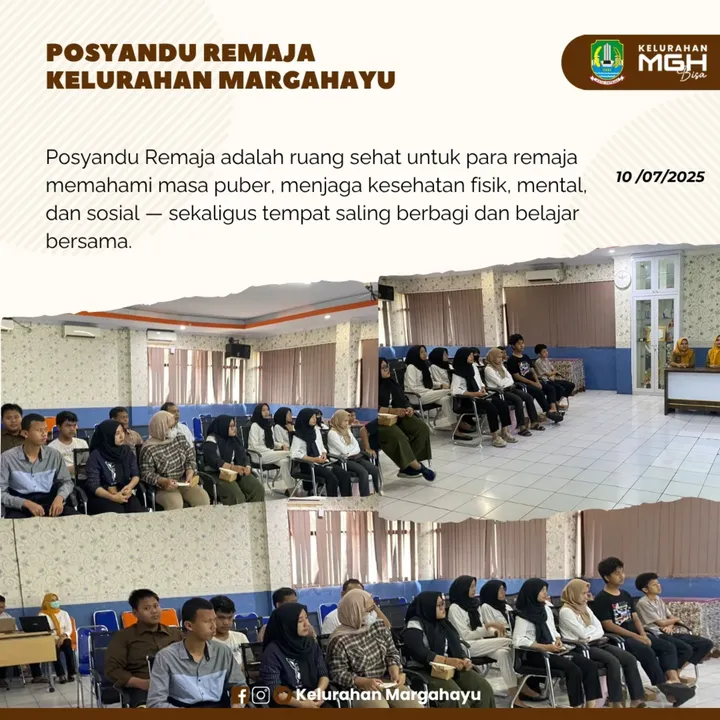 POSYANDU REMAJA
KELURAHAN MARGAHAYU
KELURAHAN
MGH
Bisa
Posyandu Remaja adalah ruang sehat untuk para remaja
memahami masa puber, menjaga kesehatan fisik, mental,
dan sosial — sekaligus tempat saling berbagi dan belajar
bersama.
10 /07/2025
Kelurahan Margahayu